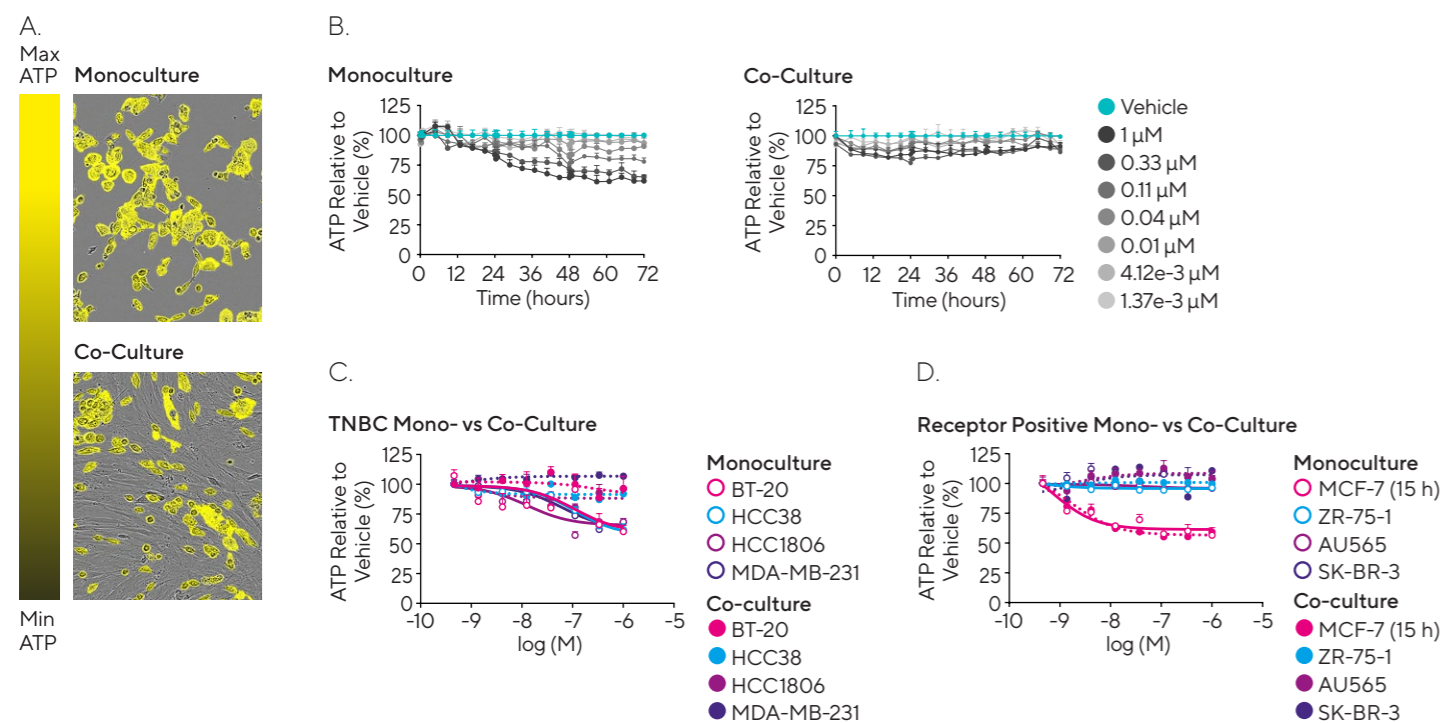 A.
Max
ATP
Monoculture
Co-Culture
Min
ATP
B.
Monoculture
ATP Relative to
Vehicle (%)
125
100
75
50
25
0
0 12 24 36 48 60 72
Time (hours)
Co-Culture
ATP Relative to
Vehicle (%)
125
100
75
50
25
0
0 12 24 36 48 60 72
Time (hours)
Vehicle
1 µM
0.33 µM
0.11 µM
0.04 µM
0.01 µM
4.12e-3 µM
1.37e-3 µM
C.
TNBC Mono- vs Co-Culture
ATP Relative to
Vehicle (%)
125
100
75
50
25
0
-10 -9 -8 -7 -6 -5
log (M)
Monoculture
BT-20
HCC38
HCC1806
MDA-MB-231
Co-culture
BT-20
HCC38
HCC1806
MDA-MB-231
D.
Receptor Positive Mono- vs Co-Culture
ATP Relative to
Vehicle (%)
125
100
75
50
25
0
-10 -9 -8 -7 -6 -5
log (M)
Monoculture
MCF-7 (15 h)
ZR-75-1
AU565
SK-BR-3
Co-culture
MCF-7 (15 h)
ZR-75-1
AU565
SK-BR-3